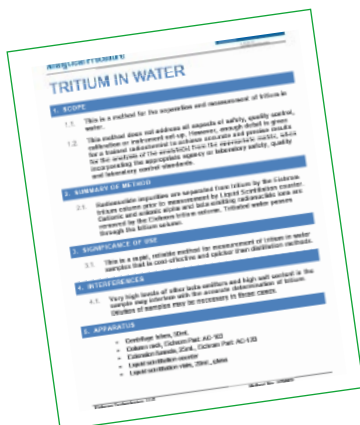 Analytical Procedure
TRITIUM IN WATER
1. SCOPE
1.1. This is a method for the separation and measurement of tritium in
water.
1.2. This method does not address all aspects of safety, quality control,
calibration or instrument set-up. However, enough detail is given
for a trained radiochemist to achieve accurate and precise results
for the analysis of the analyte(s) from the appropriate matrix, when
incorporating the appropriate agency or laboratory safety, quality
and laboratory control standards.
2. SUMMARY OF METHOD
2.1. Radioactive impurities are separated from tritium by the Eichrom
tritium column prior to measurement by Liquid Scintillation counter.
Cationic and anionic alpha and beta emitting radioactive ions are
removed by the Eichrom tritium column. Tritiated water passes
through the tritium column.
3. SIGNIFICANCE OF USE
3.1. This is a rapid, reliable method for measurement of tritium in water
samples that is cost-effective and quicker than distillation methods.
4. INTERFERENCES
4.1. Very high levels of other beta emitters and high salt content in the
sample may interfere with the accurate determination of tritium.
Dilution of samples may be necessary in these cases.
5. APPARATUS
• Centrifuge tubes, 50mL
• Column rack, Eichrom Part: AC-103
• Extension funnels, 25mL, Eichrom Part: AC-120
• Liquid scintillation counter
• Liquid scintillation vials, 20mL, glass